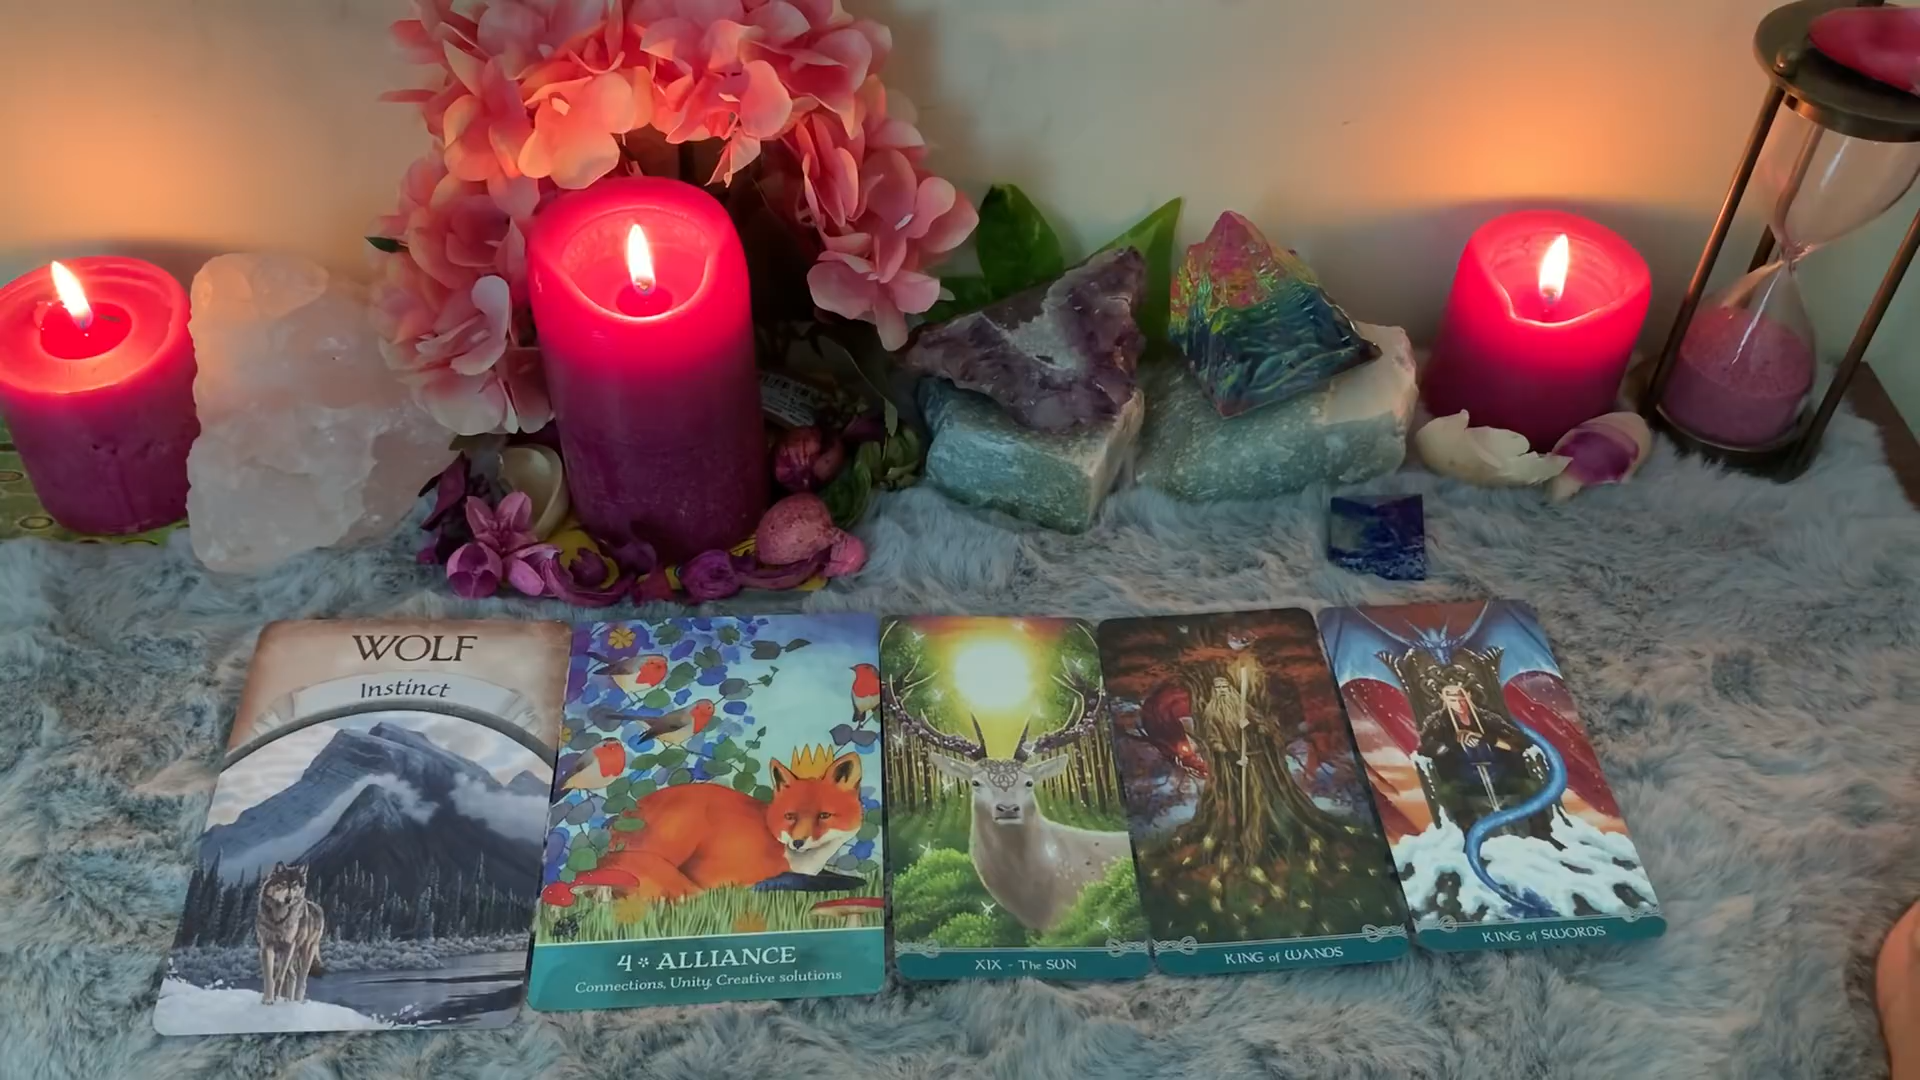 WOLF
Instinct
4 * ALLIANCE
Connections, Unity, Creative solutions
XIX - The SUN
KING of WANDS
KING of SWORDS